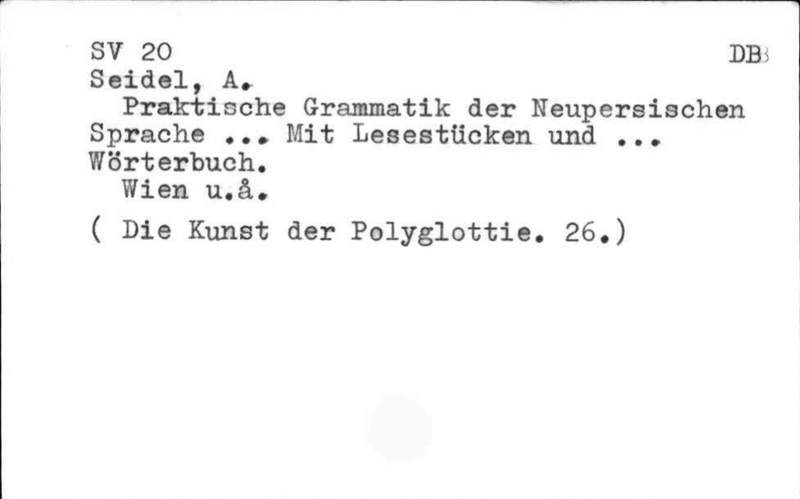 SV 20 DB
Seidel, A.
Praktische Grammatik der Neupersischen
Sprache ... Mit Lesestücken und ...
Wörterbuch.
Wien u.å.
( Die Kunst der Polyglottie. 26.)